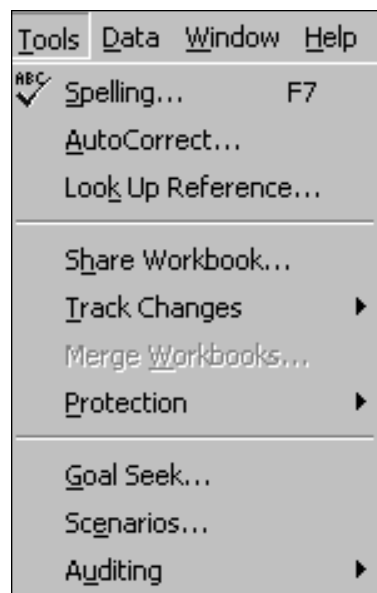 Tools Data Window Help
ABC Spelling... F7
AutoCorrect...
Look Up Reference...
Share Workbook...
Track Changes
Merge Workbooks...
Protection
Goal Seek...
Scenarios...
Auditing